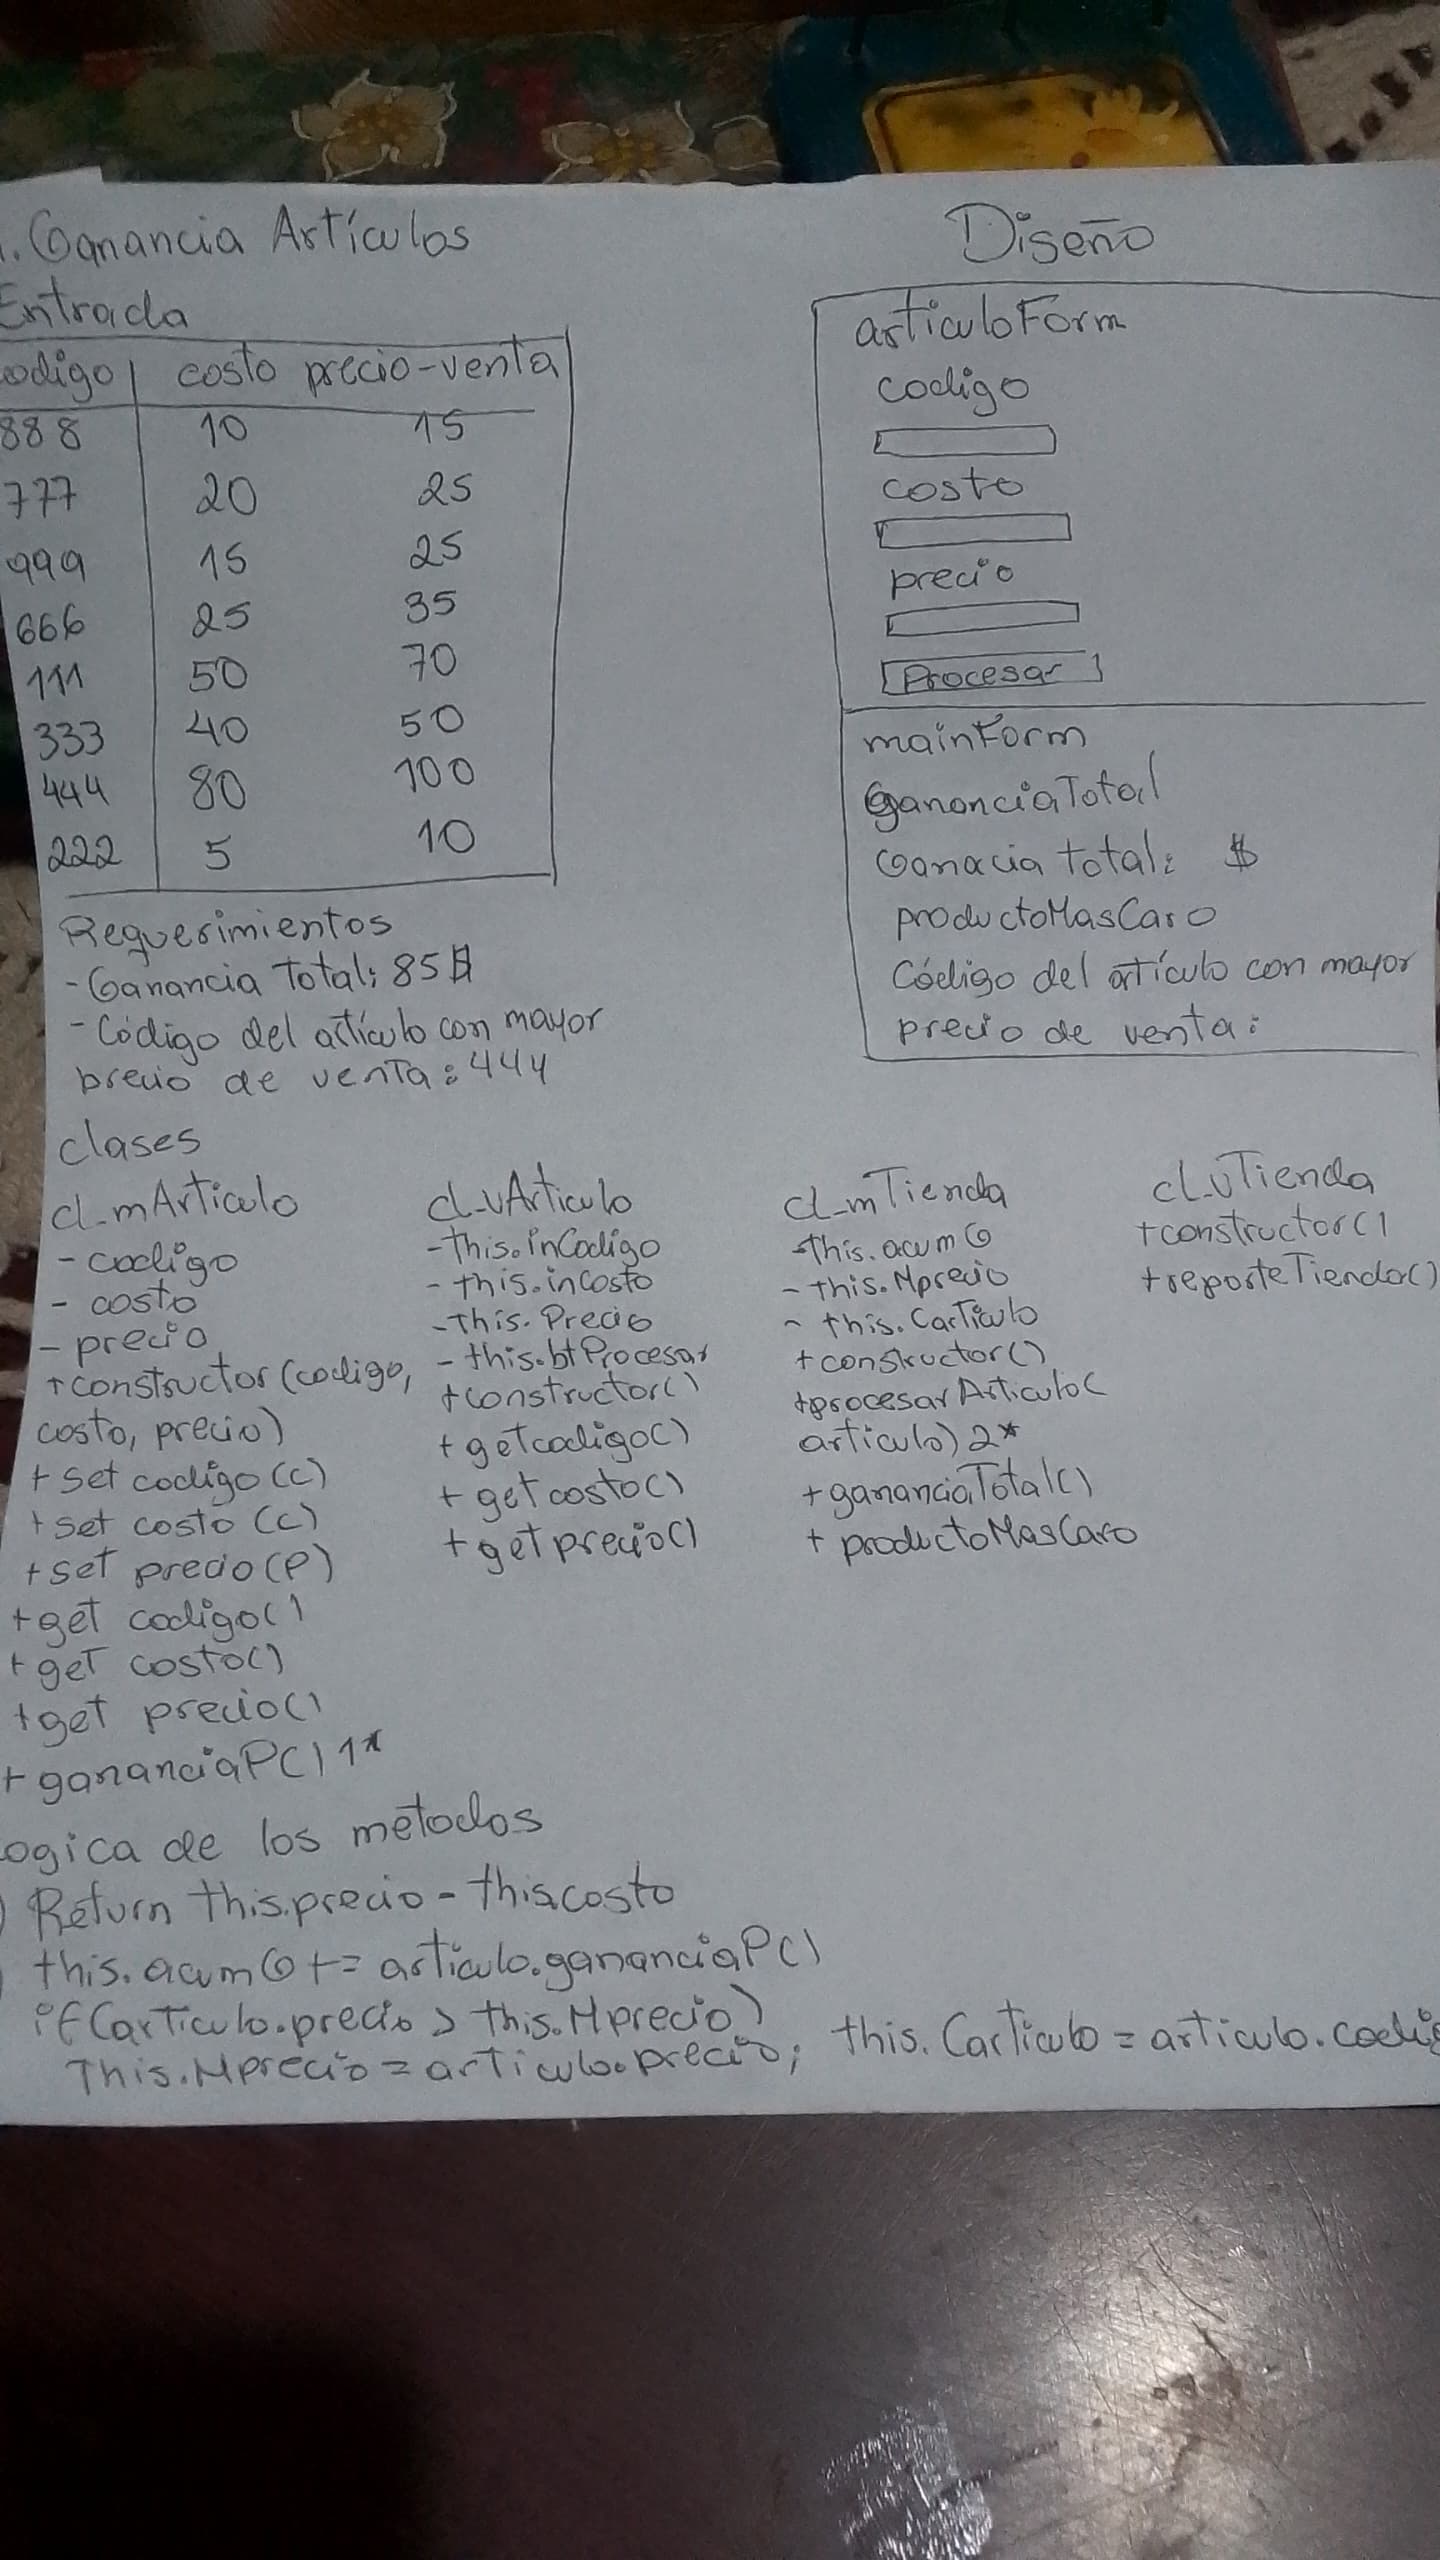 1. Ganancia Artículos
Entrada
codigo costo precio-venta
888 10 15
777 20 25
999 15 25
666 25 35
111 50 70
333 40 50
444 80 100
222 5 10
Requerimientos
- Ganancia Total: 85$
- Código del artículo con mayor
precio de venta: 444
Diseño
artículoForm
codigo
costo
precio
Procesar
mainForm
gananciaTotal
Ganacia total: $
productoMasCaro
Código del artículo con mayor
precio de venta:
clases
cl_mArticulo
- codigo
- costo
- precio
+constructor(codigo,
costo, precio)
+ set codigo (c)
+ set costo (c)
+ set precio (p)
+ get codigo()
+ get costo()
+ get precio()
+ gananciaP() 1*
cl_vArticulo
- this.inCodigo
- this.inCosto
- this.Precio
- this.btProcesar
+constructor()
+ getcodigo()
+ getcosto()
+ getprecio()
cl_mTienda
- this.acumG
- this.Mprecio
- this.Carticulo
+ constructor()
+procesarArticulo(
articulo) 2*
+gananciaTotal()
+ productoMasCaro
cl_vTienda
+constructor()
+reporteTienda()
Logica de los metodos
Return this.precio - this.costo
this.acumG += articulo.gananciaP()
if(articulo.precio > this.Mprecio)
This.Mprecio = articulo.precio; this.Carticulo = articulo.codig